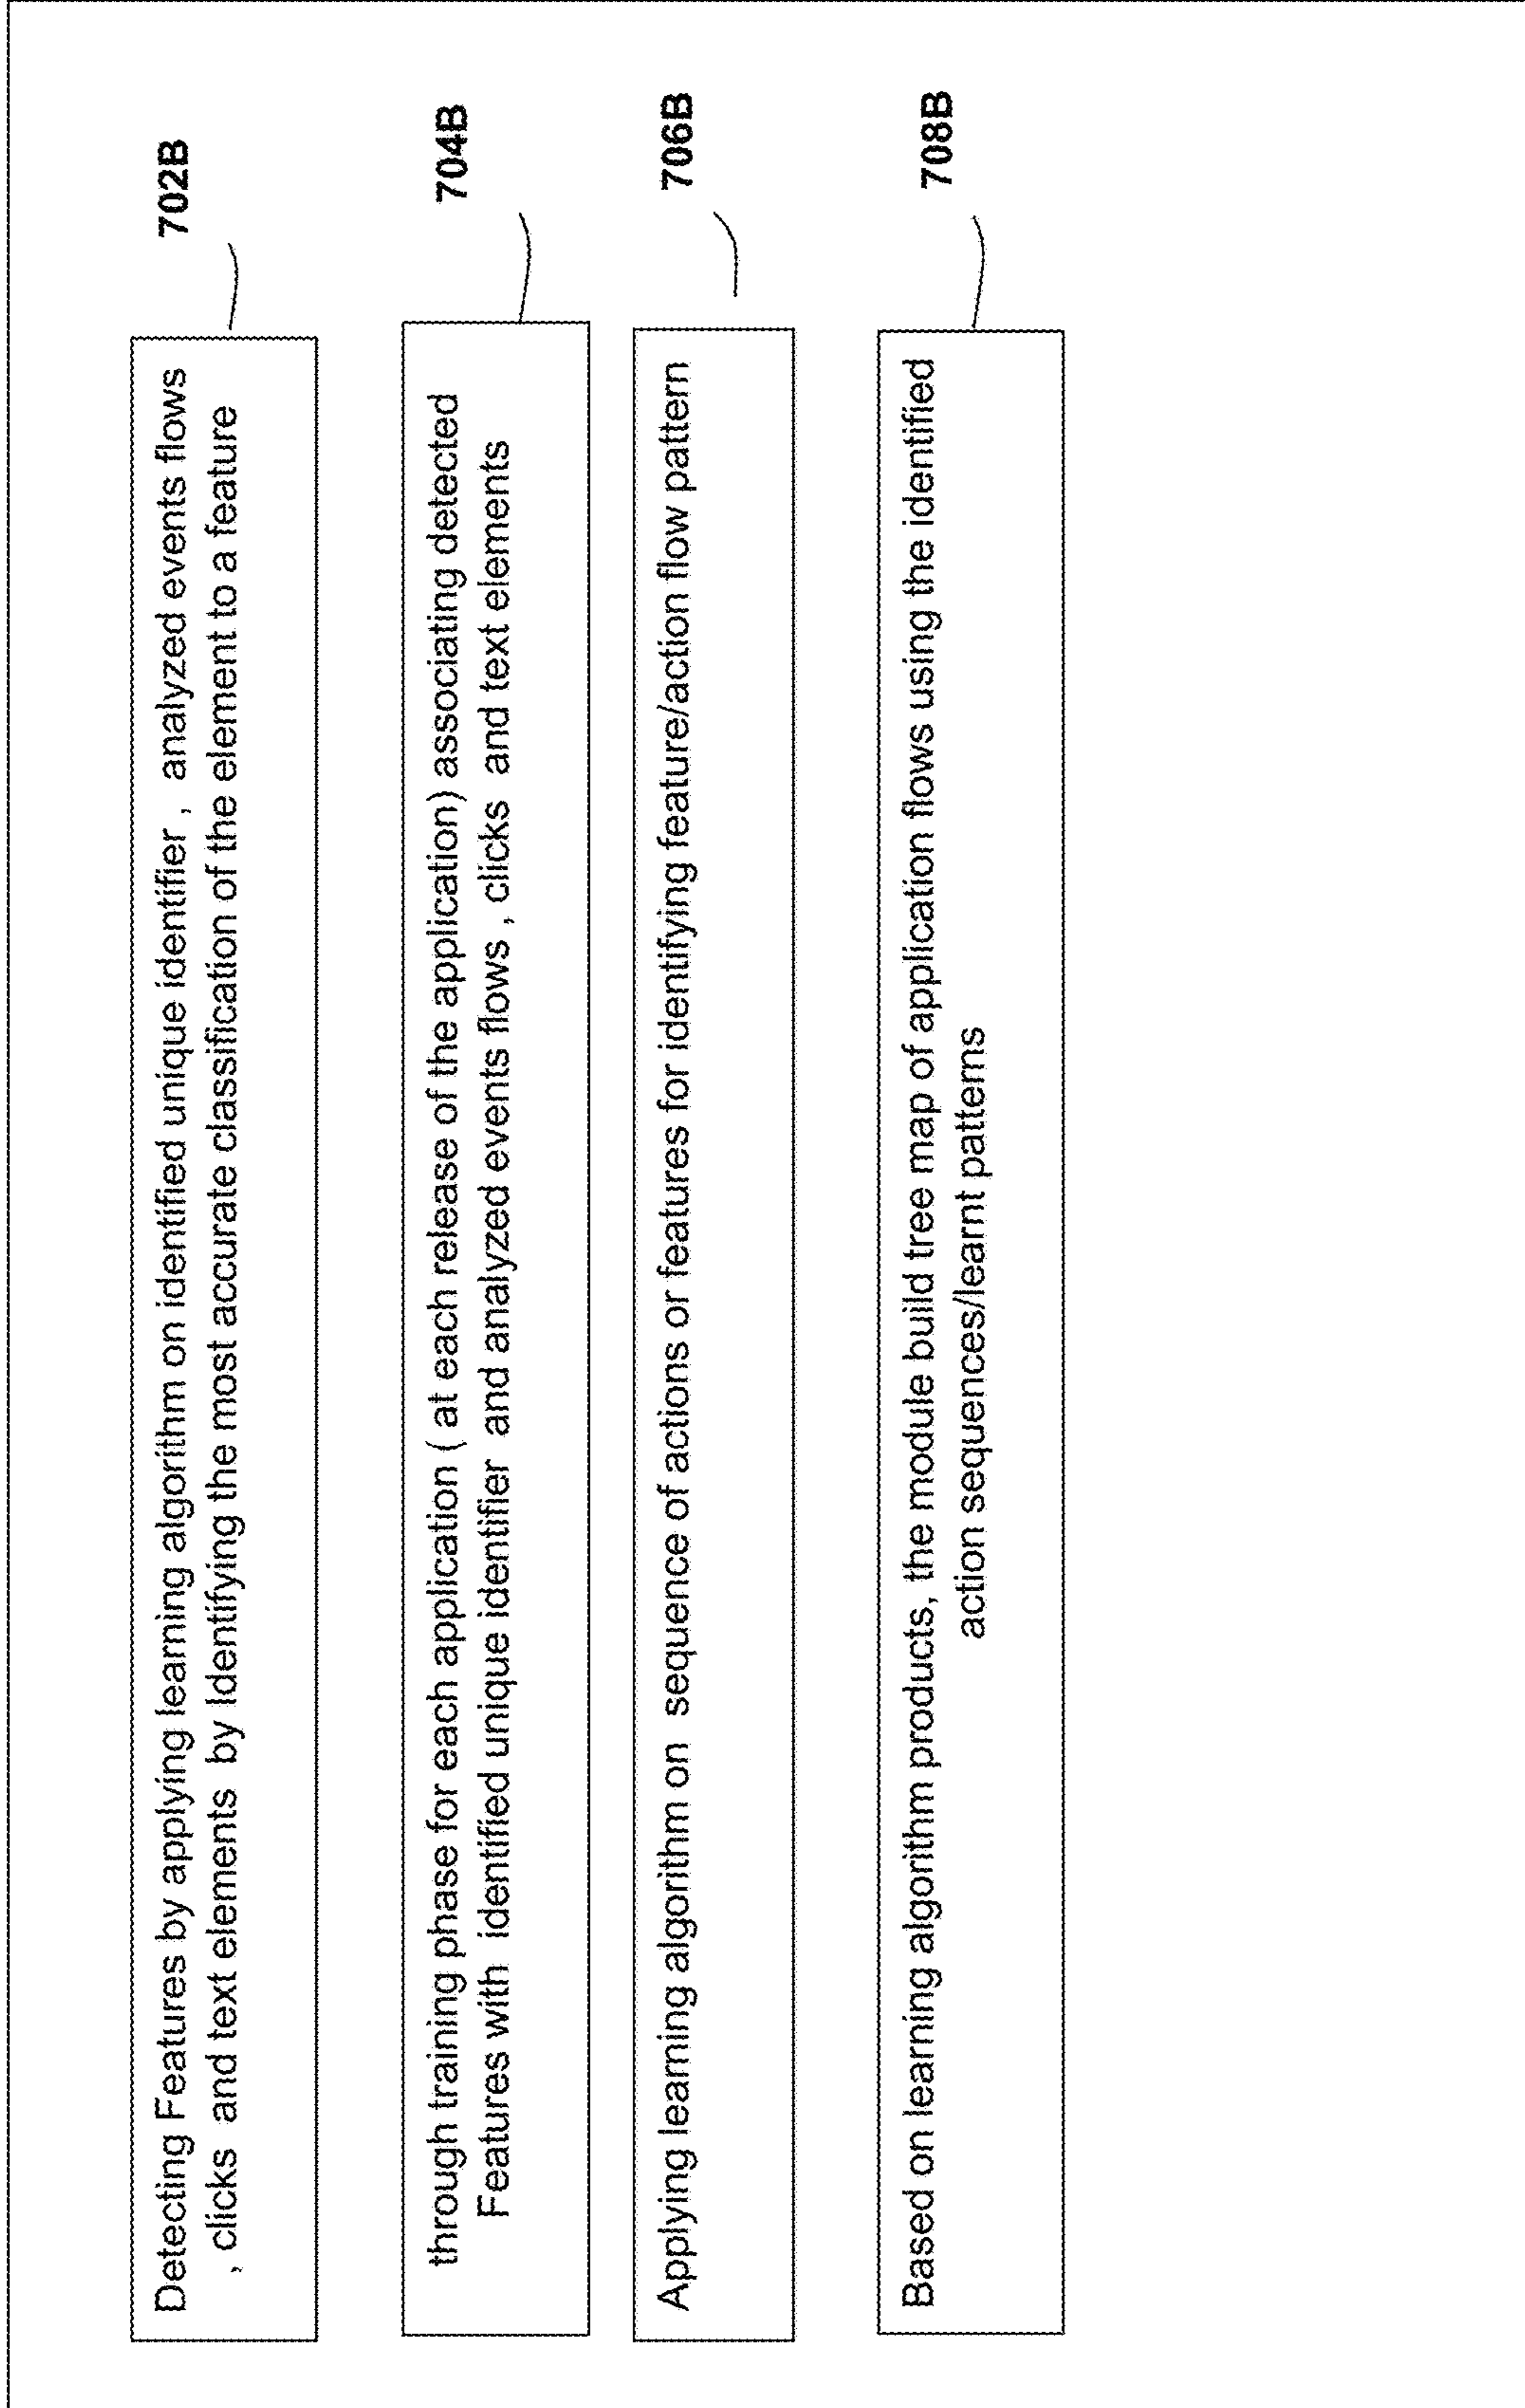 Detecting Features by applying learning algorithm on identified unique identifier , analyzed events flows
, clicks and text elements by Identifying the most accurate classification of the element to a feature
702B
through training phase for each application ( at each release of the application) associating detected
Features with identified unique identifier and analyzed events flows , clicks and text elements
704B
Applying learning algorithm on sequence of actions or features for identifying feature/action flow pattern
706B
Based on learning algorithm products, the module build tree map of application flows using the identified
action sequences/learnt patterns
708B